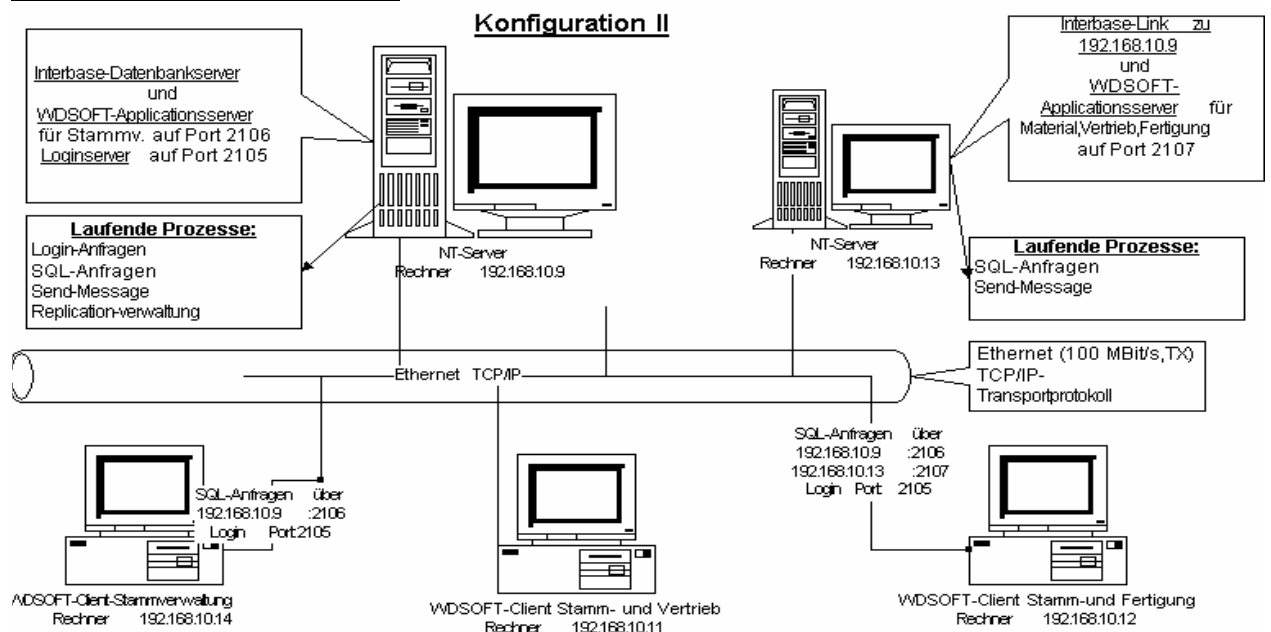 Konfiguration II
Interbase-Datenbankserver
und
WDSOFT-Applicationsserver
für Stammv. auf Port 2106
Loginserver auf Port 2105
Interbase-Link zu
192.168.10.9
und
WDSOFT-
Applicationsserver für
Material,Vertrieb,Fertigung
auf Port 2107
Laufende Prozesse:
Login-Anfragen
SQL-Anfragen
Send-Message
Replication-verwaltung
NT-Server
Rechner 192.168.10.9
NT-Server
Rechner 192.168.10.13
Laufende Prozesse:
SQL-Anfragen
Send-Message
Ethernet TCP/IP
Ethernet (100 MBit/s,TX)
TCP/IP-
Transportprotokoll
SQL-Anfragen über
192.168.10.9 :2106
Login Port:2105
SQL-Anfragen über
192.168.10.9 :2106
192.168.10.13 :2107
Login Port 2105
WDSOFT-Client-Stammverwaltung
Rechner 192.168.10.14
WDSOFT-Client Stamm- und Vertrieb
Rechner 192.168.10.11
WDSOFT-Client Stamm-und Fertigung
Rechner 192.168.10.12